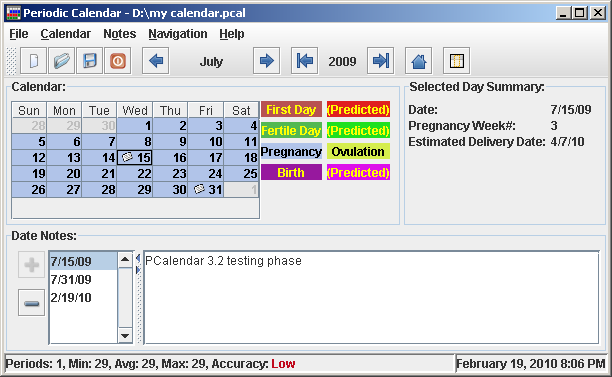 Periodic Calendar - D:\my calendar.pcal
File Calendar Notes Navigation Help
July 2009
Calendar:
Sun Mon Tue Wed Thu Fri Sat
28 29 30 1 2 3 4
5 6 7 8 9 10 11
12 13 14 15 16 17 18
19 20 21 22 23 24 25
26 27 28 29 30 31 1
First Day (Predicted)
Fertile Day (Predicted)
Pregnancy Ovulation
Birth (Predicted)
Selected Day Summary:
Date: 7/15/09
Pregnancy Week#: 3
Estimated Delivery Date: 4/7/10
Date Notes:
7/15/09
7/31/09
2/19/10
PCalendar 3.2 testing phase
Periods: 1, Min: 29, Avg: 29, Max: 29, Accuracy: Low
February 19, 2010 8:06 PM